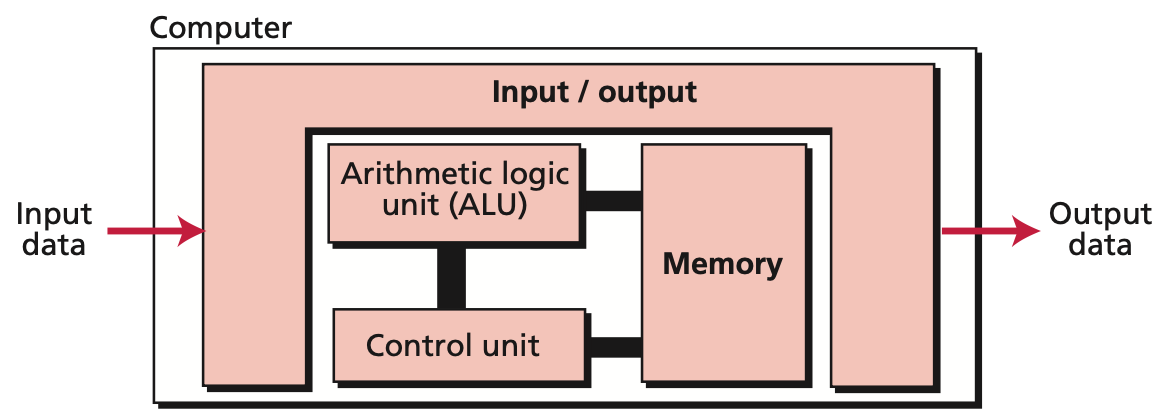 Computer
Input / output
Arithmetic logic
unit (ALU)
Input
data
Output
data
Memory
Control unit